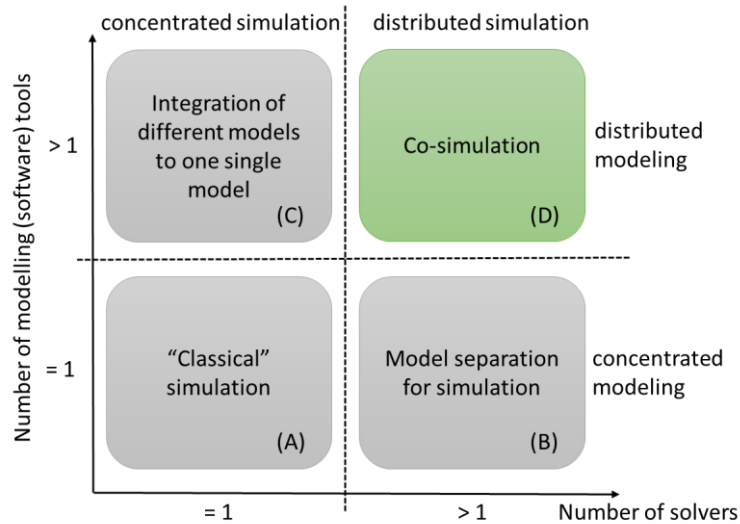 concentrated simulation
distributed simulation
Number of modelling (software) tools
> 1
Integration of
different models
to one single
model
(C)
Co-simulation
(D)
distributed
modeling
= 1
“Classical”
simulation
(A)
Model separation
for simulation
(B)
concentrated
modeling
= 1
> 1
Number of solvers